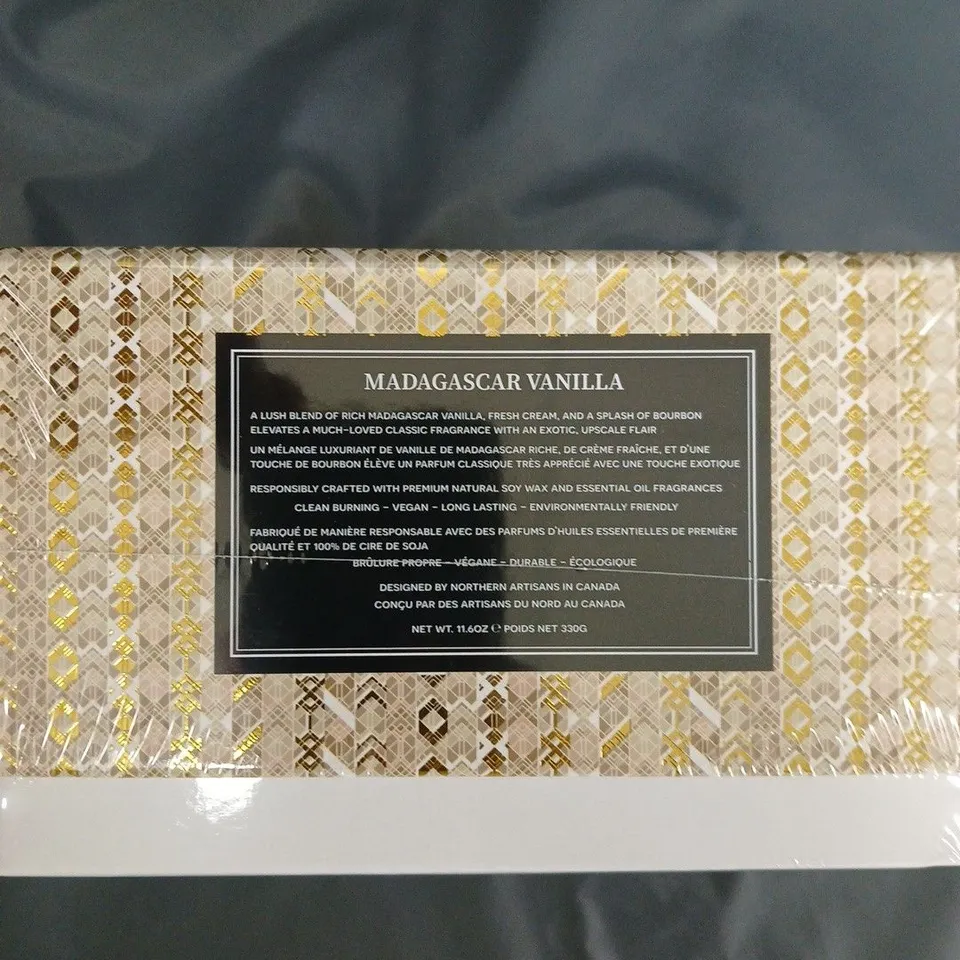 MADAGASCAR VANILLA
A LUSH BLEND OF RICH MADAGASCAR VANILLA, FRESH CREAM, AND A SPLASH OF BOURBON
ELEVATES A MUCH-LOVED CLASSIC FRAGRANCE WITH AN EXOTIC, UPSCALE FLAIR
UN MÉLANGE LUXURIANT DE VANILLE DE MADAGASCAR RICHE, DE CRÈME FRAÎCHE, ET D'UNE
TOUCHE DE BOURBON ÉLÈVE UN PARFUM CLASSIQUE TRÈS APPRÉCIÉ AVEC UNE TOUCHE EXOTIQUE
RESPONSIBLY CRAFTED WITH PREMIUM NATURAL SOY WAX AND ESSENTIAL OIL FRAGRANCES
CLEAN BURNING - VEGAN - LONG LASTING - ENVIRONMENTALLY FRIENDLY
FABRIQUÉ DE MANIÈRE RESPONSABLE AVEC DES PARFUMS D'HUILES ESSENTIELLES DE PREMIÈRE
QUALITÉ ET 100% DE CIRE DE SOJA
BRÛLURE PROPRE - VÉGANE - DURABLE - ÉCOLOGIQUE
DESIGNED BY NORTHERN ARTISANS IN CANADA
CONÇU PAR DES ARTISANS DU NORD AU CANADA
NET WT. 11.6OZ ℮ POIDS NET 330G